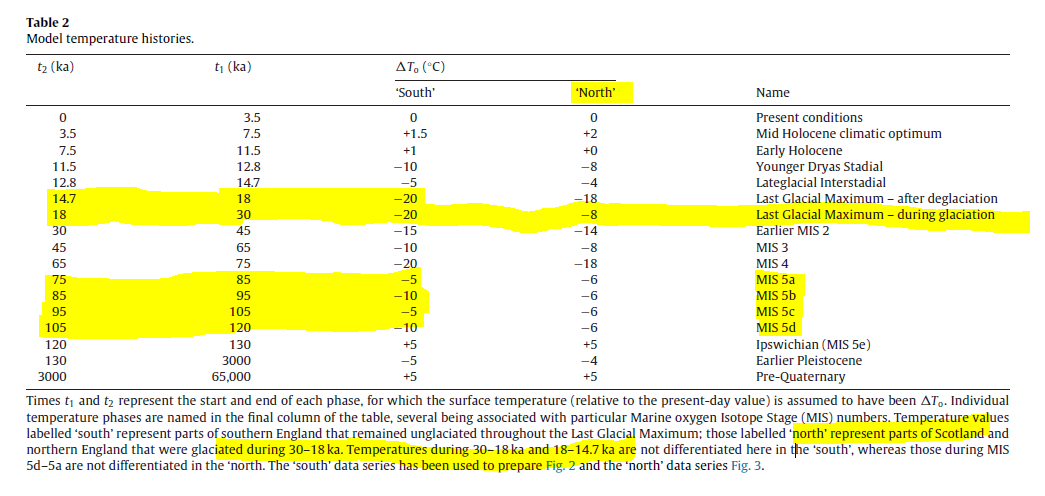 Table 2
Model temperature histories.
t2 (ka) t1 (ka) ΔTo (°C)
'South' 'North' Name
0 3.5 0 0 Present conditions
3.5 7.5 +1.5 +2 Mid Holocene climatic optimum
7.5 11.5 +1 +0 Early Holocene
11.5 12.8 −10 −8 Younger Dryas Stadial
12.8 14.7 −5 −4 Lateglacial Interstadial
14.7 18 −20 −18 Last Glacial Maximum – after deglaciation
18 30 −20 −8 Last Glacial Maximum – during glaciation
30 45 −15 −14 Earlier MIS 2
45 65 −10 −8 MIS 3
65 75 −20 −18 MIS 4
75 85 −5 −6 MIS 5a
85 95 −10 −6 MIS 5b
95 105 −5 −6 MIS 5c
105 120 −10 −6 MIS 5d
120 130 +5 +5 Ipswichian (MIS 5e)
130 3000 −5 −4 Earlier Pleistocene
3000 65,000 +5 +5 Pre-Quaternary
Times t1 and t2 represent the start and end of each phase, for which the surface temperature (relative to the present-day value) is assumed to have been ΔTo. Individual
temperature phases are named in the final column of the table, several being associated with particular Marine oxygen Isotope Stage (MIS) numbers. Temperature values
labelled 'south' represent parts of southern England that remained unglaciated throughout the Last Glacial Maximum; those labelled 'north' represent parts of Scotland and
northern England that were glaciated during 30–18 ka. Temperatures during 30–18 ka and 18–14.7 ka are not differentiated here in the 'south', whereas those during MIS
5d–5a are not differentiated in the 'north. The 'south' data series has been used to prepare Fig. 2 and the 'north' data series Fig. 3.